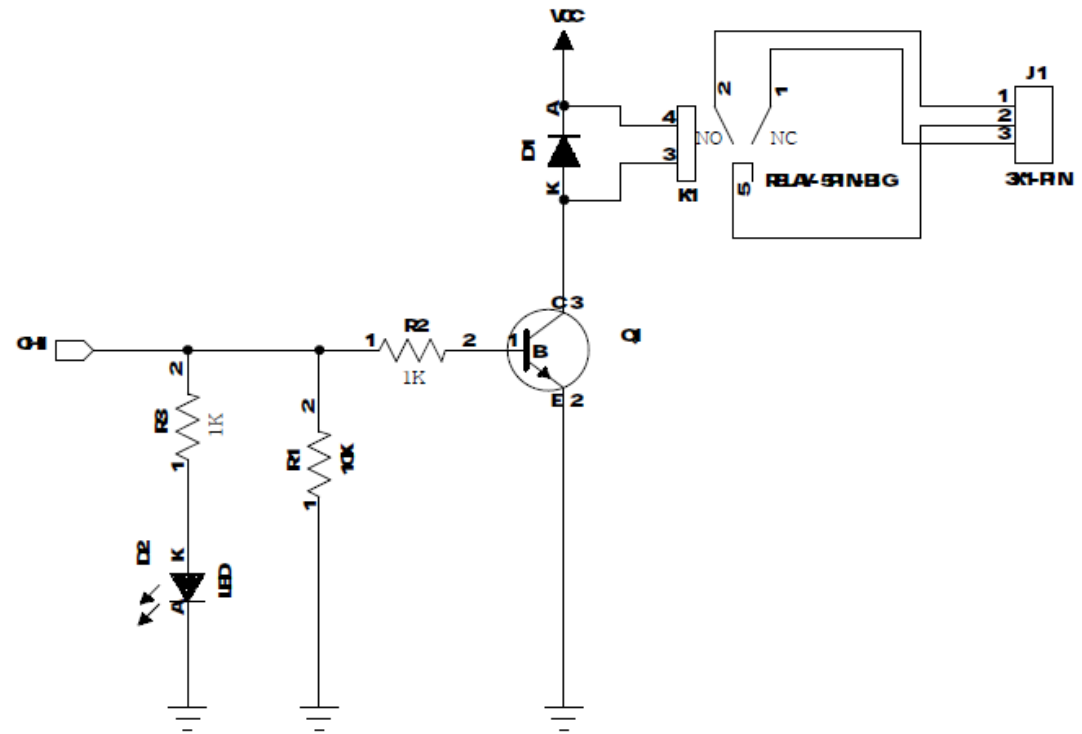 VCC
J1
2
1
1
2
3
A
4
NO
NC
D1
3
K
K1
5
RELAY-5PIN-BIG
3X1-PIN
C 3
CH1
1
R2
2
1
B
Q1
1K
E 2
2
R3
1K
1
2
R1
10K
1
D2
K
LED
A